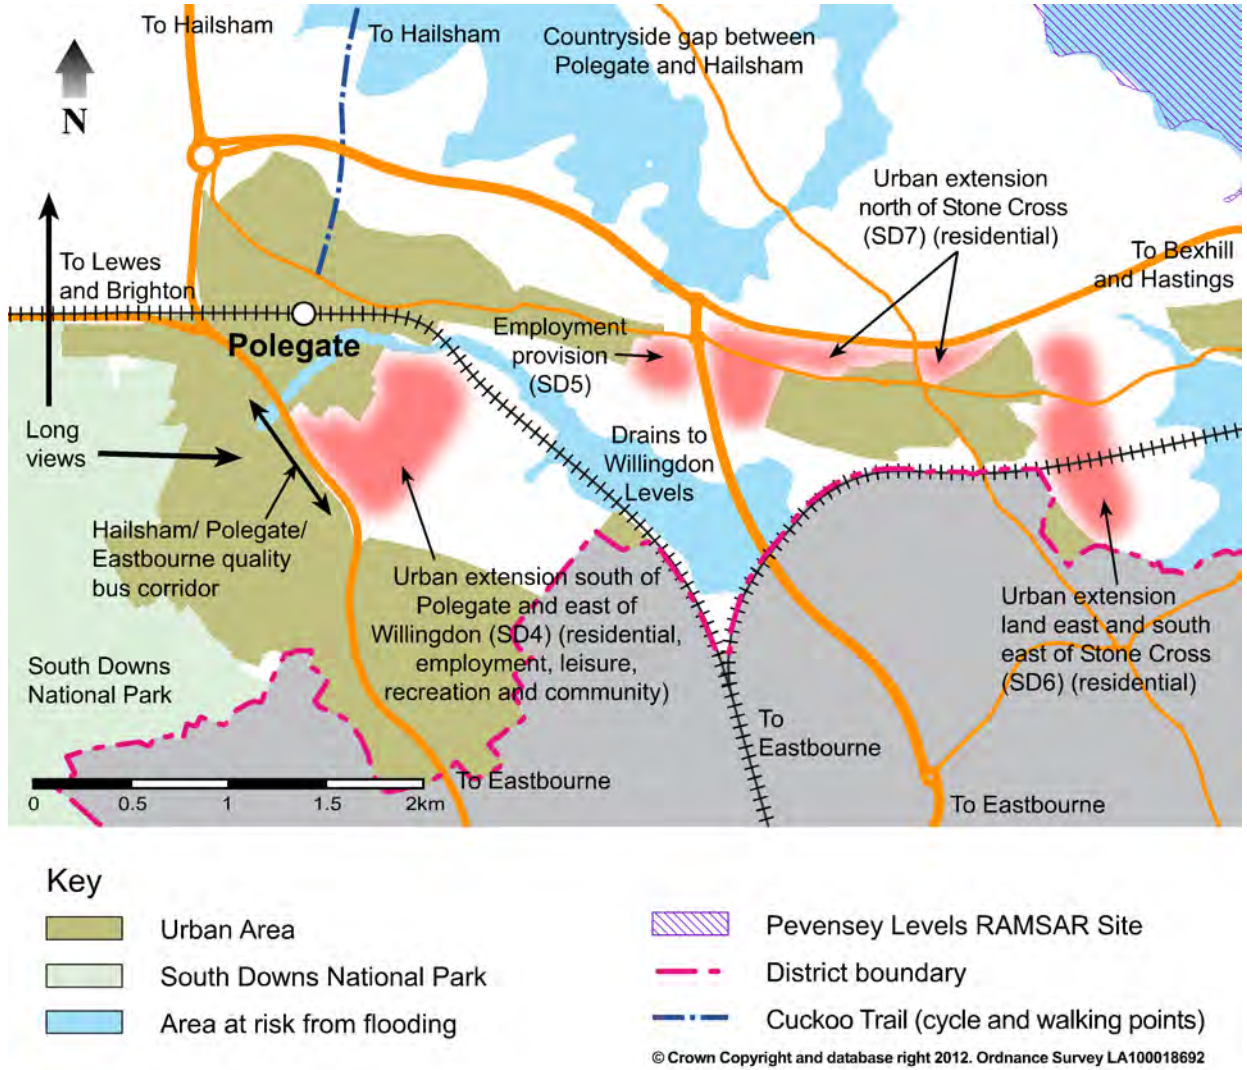 To Hailsham
To Hailsham
Countryside gap between
Polegate and Hailsham
N
Urban extension
north of Stone Cross
(SD7) (residential)
To Bexhill
and Hastings
To Lewes
and Brighton
Polegate
Employment
provision
(SD5)
Long
views
Drains to
Willingdon
Levels
Hailsham/ Polegate/
Eastbourne quality
bus corridor
Urban extension south of
Polegate and east of
Willingdon (SD4) (residential,
employment, leisure,
recreation and community)
Urban extension
land east and south
east of Stone Cross
(SD6) (residential)
South Downs
National Park
To
Eastbourne
To Eastbourne
To Eastbourne
0 0.5 1 1.5 2km
Key
Urban Area
South Downs National Park
Area at risk from flooding
Pevensey Levels RAMSAR Site
District boundary
Cuckoo Trail (cycle and walking points)
© Crown Copyright and database right 2012. Ordnance Survey LA100018692